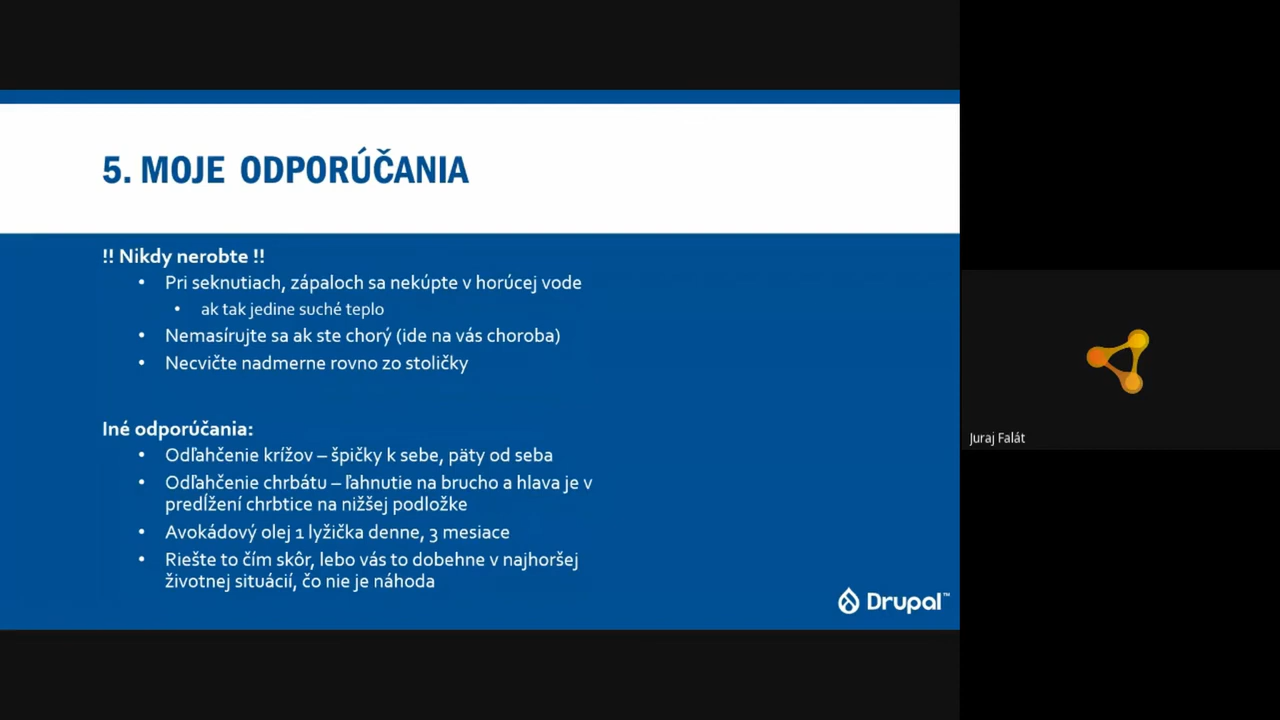 5. MOJE ODPORÚČANIA
!! Nikdy nerobte !!
• Pri seknutiach, zápaloch sa nekúpte v horúcej vode
• ak tak jedine suché teplo
• Nemasírujte sa ak ste chorý (ide na vás choroba)
• Necvičte nadmerne rovno zo stoličky
Iné odporúčania:
• Odľahčenie krížov – špičky k sebe, päty od seba
• Odľahčenie chrbátu – ľahnutie na brucho a hlava je v
predĺžení chrbtice na nižšej podložke
• Avokádový olej 1 lyžička denne, 3 mesiace
• Riešte to čím skôr, lebo vás to dobehne v najhoršej
životnej situácií, čo nie je náhoda
Drupal™
Juraj Falát